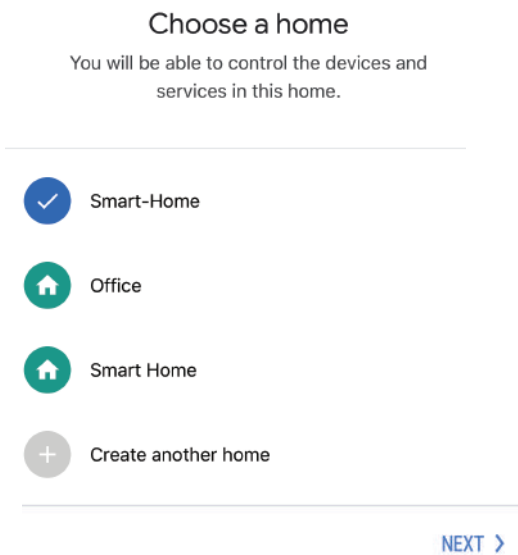 Choose a home
You will be able to control the devices and
services in this home.
Smart-Home
Office
Smart Home
Create another home
NEXT